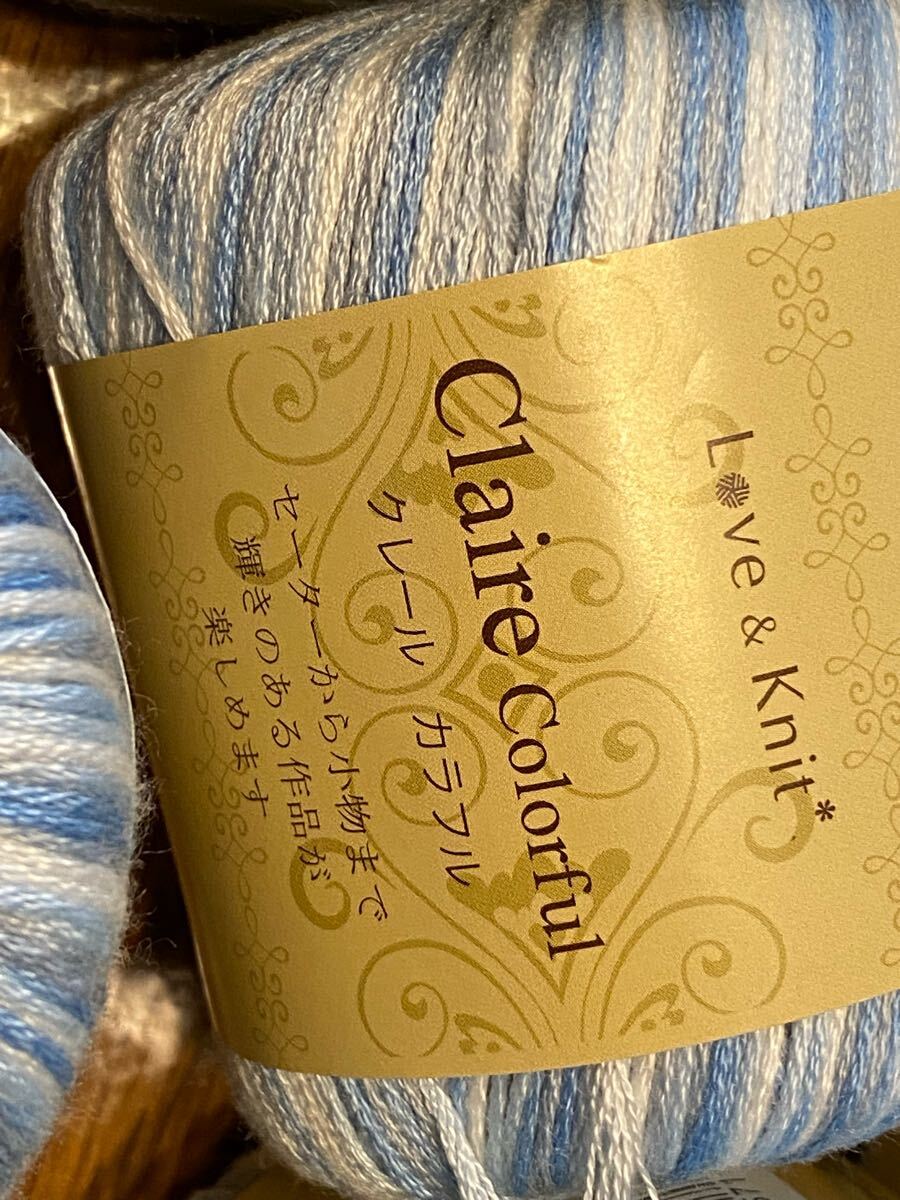 Love & Knit*
Claire Colorful
クレール カラフル
セーターから小物まで
輝きのある作品が
楽しめます